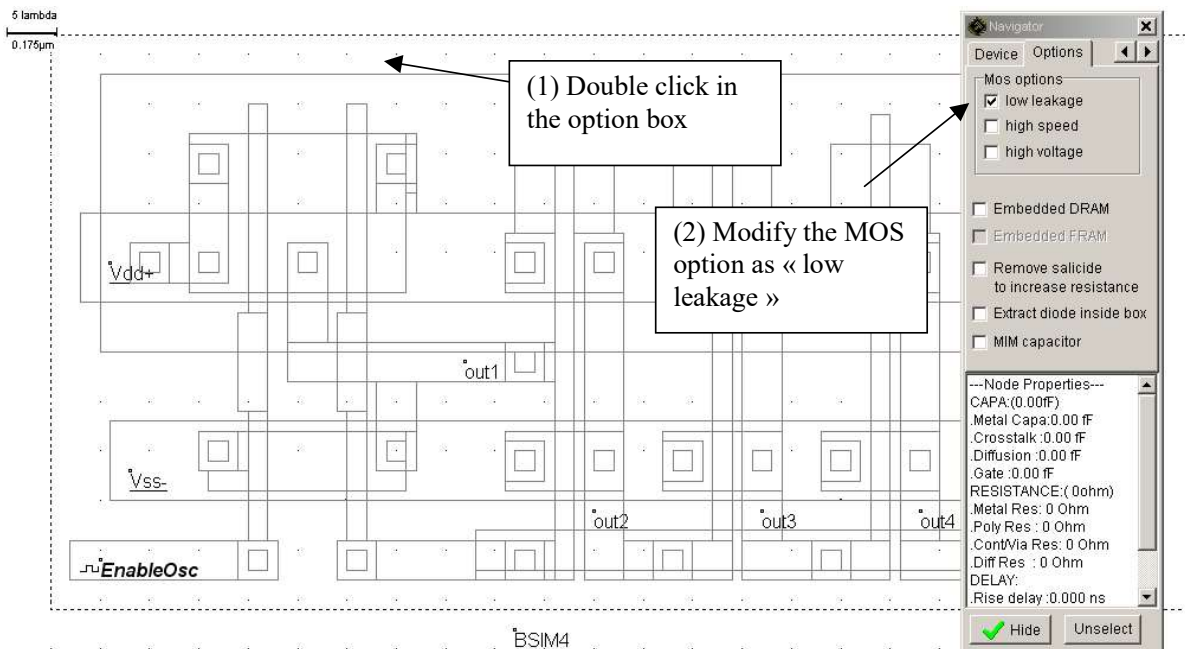 5 lambda
0.175µm
(1) Double click in
the option box
(2) Modify the MOS
option as « low
leakage »
Vdd+
out1
Vss-
out2
out3
out4
EnableOsc
BSIM4
Navigator
Device
Options
Mos options
low leakage
high speed
high voltage
Embedded DRAM
Embedded FRAM
Remove salicide
to increase resistance
Extract diode inside box
MIM capacitor
---Node Properties---
CAPA:(0.00fF)
.Metal Capa:0.00 fF
.Crosstalk :0.00 fF
.Diffusion :0.00 fF
.Gate :0.00 fF
RESISTANCE:( 0ohm)
.Metal Res: 0 Ohm
.Poly Res : 0 Ohm
.Cont/Via Res: 0 Ohm
.Diff Res : 0 Ohm
DELAY:
.Rise delay :0.000 ns
Hide
Unselect